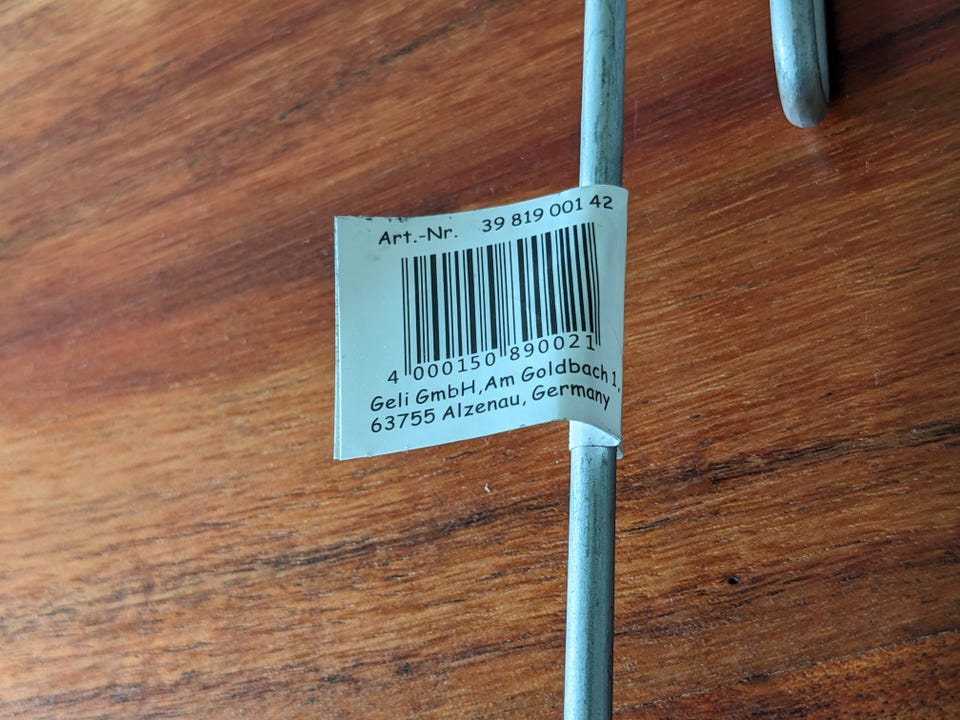 Art.-Nr. 39 819 001 42
4 000150 890021
Geli GmbH,Am Goldbach 1,
63755 Alzenau, Germany